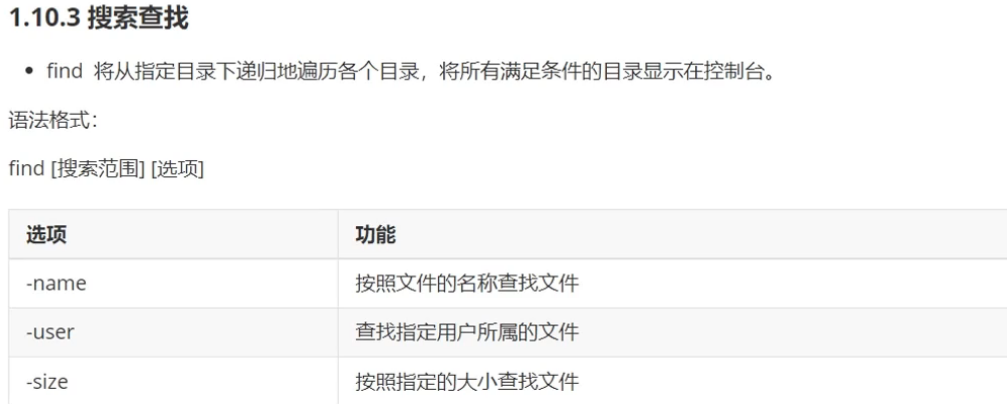 1.10.3 搜索查找
• find 将从指定目录下递归地遍历各个目录，将所有满足条件的目录显示在控制台。
语法格式：
find [搜索范围] [选项]
选项 功能
-name 按照文件的名称查找文件
-user 查找指定用户所属的文件
-size 按照指定的大小查找文件